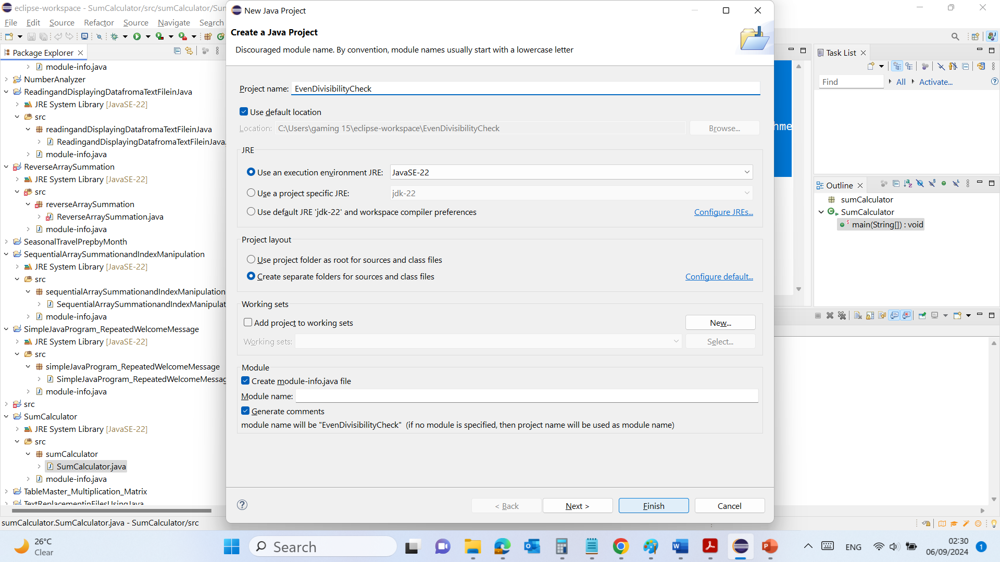 eclipse-workspace - SumCalculator/src/sumCalculator/Sum
File Edit Source Refactor Source Navigate Search
Package Explorer
module-info.java
NumberAnalyzer
ReadingandDisplayingDatafromaTextFileinJava
JRE System Library [JavaSE-22]
src
readingandDisplayingDatafromaTextFileinJava
ReadingandDisplayingDatafromaTextFileinJava.
module-info.java
ReverseArraySummation
JRE System Library [JavaSE-22]
src
reverseArraySummation
ReverseArraySummation.java
module-info.java
SeasonalTravelPrepbyMonth
SequentialArraySummationandIndexManipulation
JRE System Library [JavaSE-22]
src
sequentialArraySummationandIndexManipulation
SequentialArraySummationandIndexManipulat
module-info.java
SimpleJavaProgram_RepeatedWelcomeMessage
JRE System Library [JavaSE-22]
src
simpleJavaProgram_RepeatedWelcomeMessage
SimpleJavaProgram_RepeatedWelcomeMessag
module-info.java
src
SumCalculator
JRE System Library [JavaSE-22]
src
sumCalculator
SumCalculator.java
module-info.java
TableMaster_Multiplication_Matrix
TextReplacementinFilesUsingJava
sumCalculator.SumCalculator.java - SumCalculator/src
New Java Project
Create a Java Project
Discouraged module name. By convention, module names usually start with a lowercase letter
Project name: EvenDivisibilityCheck
Use default location
Location: C:\Users\gaming 15\eclipse-workspace\EvenDivisibilityCheck Browse...
JRE
Use an execution environment JRE: JavaSE-22
Use a project specific JRE: jdk-22
Use default JRE 'jdk-22' and workspace compiler preferences Configure JREs...
Project layout
Use project folder as root for sources and class files
Create separate folders for sources and class files Configure default...
Working sets
Add project to working sets New...
Working sets: Select...
Module
Create module-info.java file
Module name:
Generate comments
module name will be "EvenDivisibilityCheck" (if no module is specified, then project name will be used as module name)
< Back Next > Finish Cancel
hme
Task List
Find All Activate...
Outline
sumCalculator
SumCalculator
main(String[]) : void
26°C
Clear
Search
ENG
02:30
06/09/2024
1